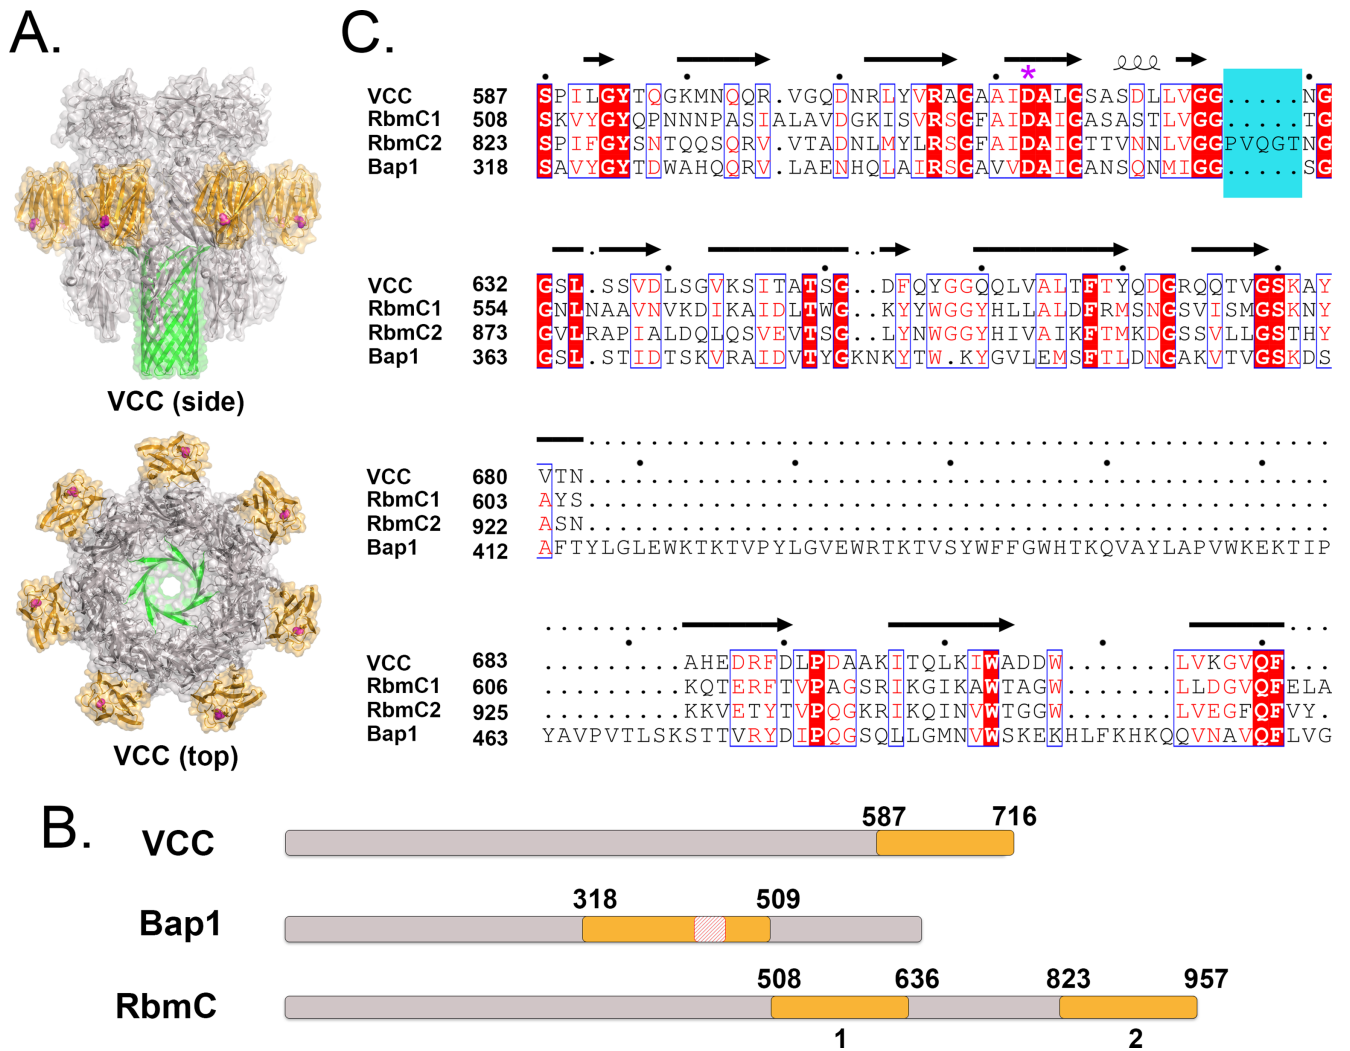 A.
VCC (side)
VCC (top)
C.
*
VCC 587 SPILGYTQGKMNQQR.VGQDNRLYVRAGAAIDALGSASDLLVGG.....NG
RbmC1 508 SKVYGYQPNNNPASIALAVDGKISVRSGFAIDAIGASASTLVGG.....TG
RbmC2 823 SPIFGYSNTQQSQRV.VTADNLMYLRSGFAIDAIGTTVNNLVGGPVQGTNG
Bap1 318 SAVYGYTDWAHQQRV.LAENHQLAIRSGAVVDAIGANSQNMIGG.....SG
VCC 632 GSL.SSVDLSGVKSITATSG..DFQYGGQQLVALTFTYQDGRQQTVGSKAY
RbmC1 554 GNLNAAVNVKDIKAIDLTWG..KYYWGGYHLLALDFRMSNGSVISMGSKNY
RbmC2 873 GVLRAPIALDQLQSVEVTSG..LYNWGGYHIVAIKFTMKDGSSVLLGSTHY
Bap1 363 GSL.STIDTSKVRAIDVTYGKNKYTW.KYGVLEMSFTLDNGAKVTVGSKDS
VCC 680 VTN................................................
RbmC1 603 AYS................................................
RbmC2 922 ASN................................................
Bap1 412 AFTYLGLEWKTKTVPYLGVEWRTKTVSYWFFGWHTKQVAYLAPVWKEKTIP
VCC 683 .........AHEDRFDLPDAAKITQLKIWADDW.......LVKGVQF...
RbmC1 606 .........KQTERFTVPAGSRIKGIKAWTAGW.......LLDGVQFELA
RbmC2 925 .........KKVETYTVPQGKRIKQINVWTGGW.......LVEGFQFVY.
Bap1 463 YAVPVTLSKSTTVRYDIPQGSQLLGMNVWSKEKHLFKHKQQVNAVQFLVG
B.
VCC 587 716
Bap1 318 509
RbmC 508 636 823 957
1 2